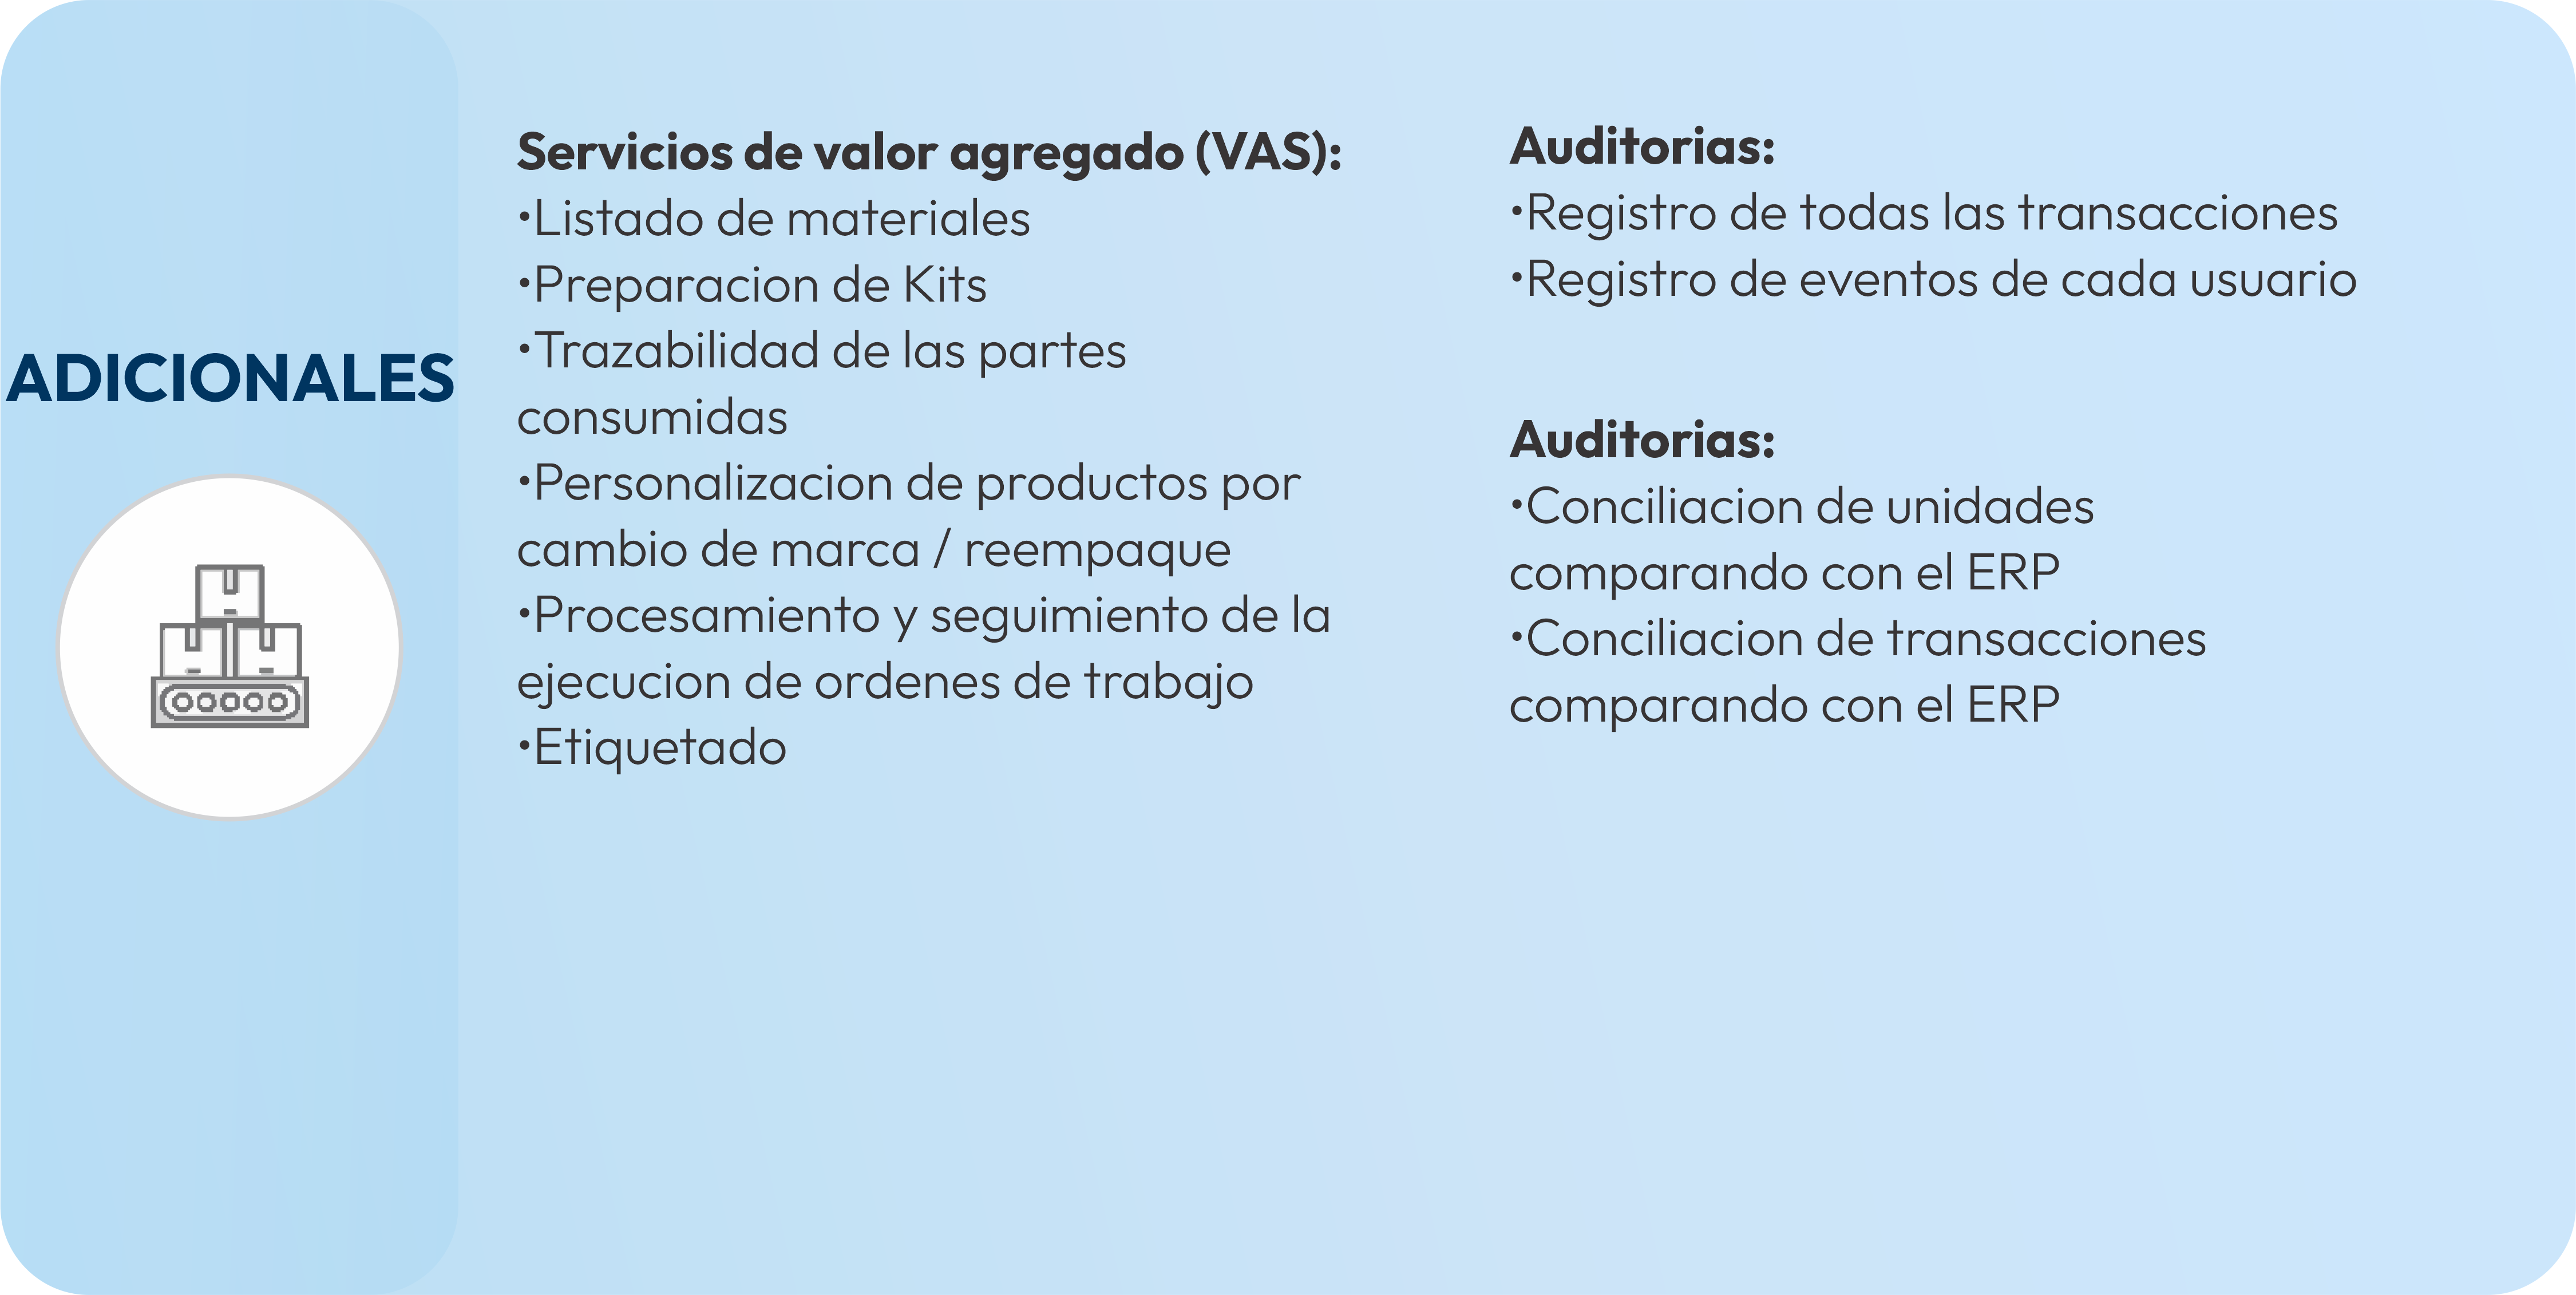 ADICIONALES
Servicios de valor agregado (VAS):
•Listado de materiales
•Preparacion de Kits
•Trazabilidad de las partes
consumidas
•Personalizacion de productos por
cambio de marca / reempaque
•Procesamiento y seguimiento de la
ejecucion de ordenes de trabajo
•Etiquetado
Auditorias:
•Registro de todas las transacciones
•Registro de eventos de cada usuario
Auditorias:
•Conciliacion de unidades
comparando con el ERP
•Conciliacion de transacciones
comparando con el ERP